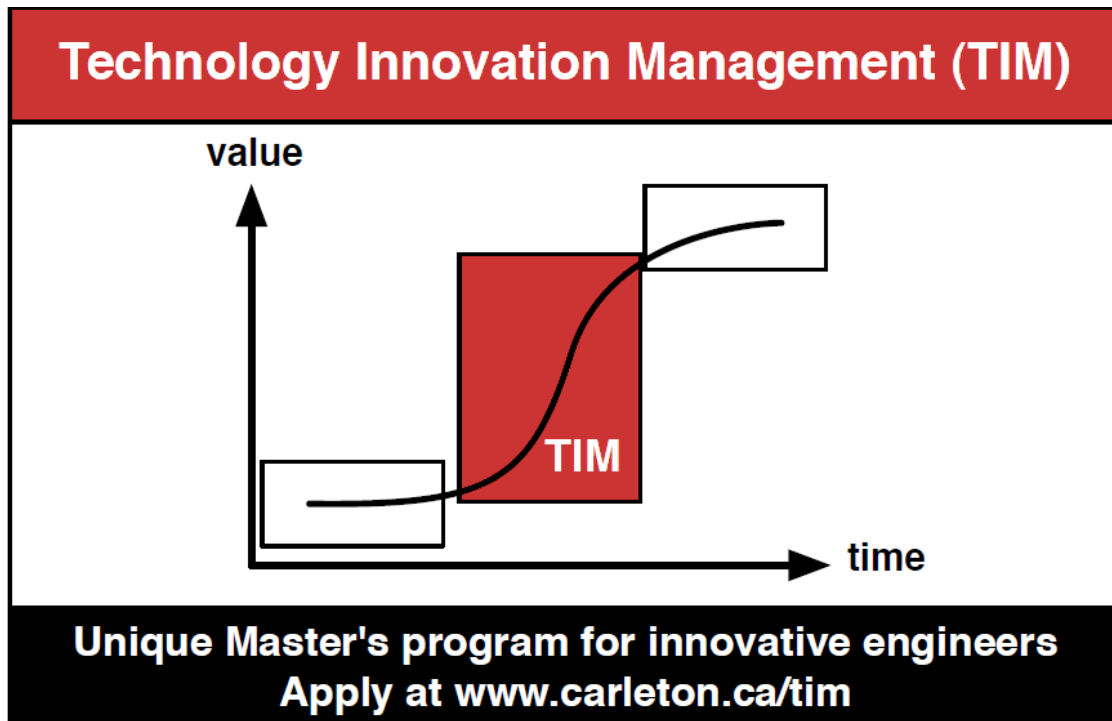 Technology Innovation Management (TIM)
value
TIM
time
Unique Master's program for innovative engineers
Apply at www.carleton.ca/tim